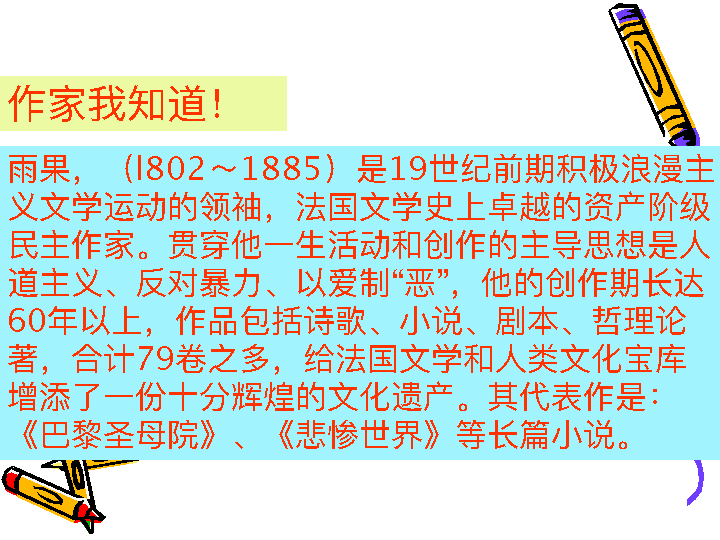 作家我知道！
雨果，（l802～1885）是19世纪前期积极浪漫主
义文学运动的领袖，法国文学史上卓越的资产阶级
民主作家。贯穿他一生活动和创作的主导思想是人
道主义、反对暴力、以爱制“恶”，他的创作期长达
60年以上，作品包括诗歌、小说、剧本、哲理论
著，合计79卷之多，给法国文学和人类文化宝库
增添了一份十分辉煌的文化遗产。其代表作是：
《巴黎圣母院》、《悲惨世界》等长篇小说。